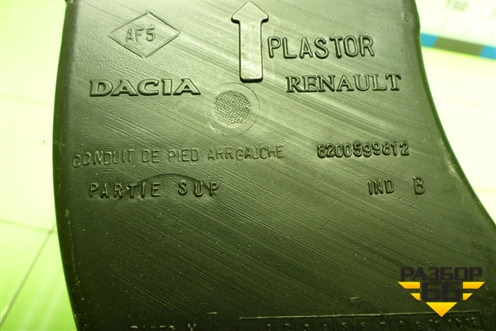 AF5
PLASTOR
DACIA RENAULT
CONDUIT DE PIED ARRGAUCHE 8200599812
PARTIE SUP IND B
РАЗБОР
66